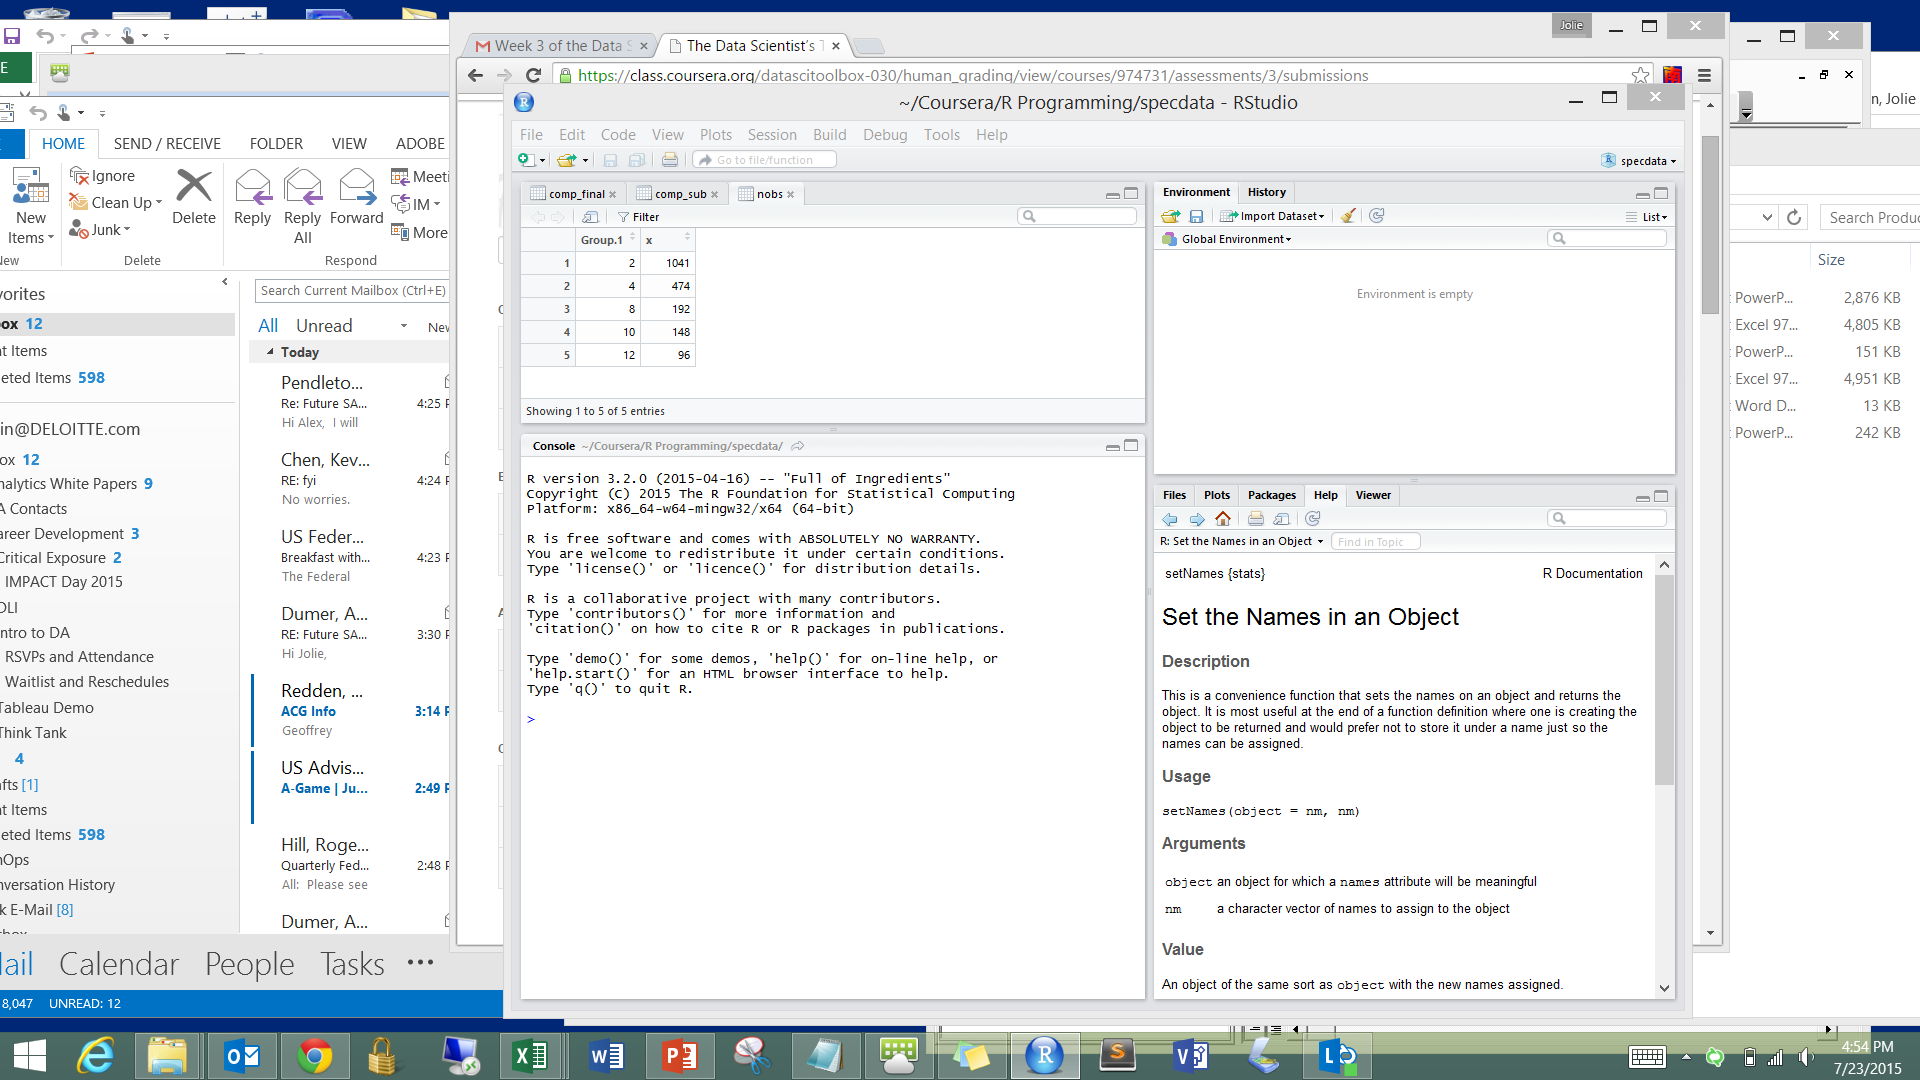 Jolie
Week 3 of the Data S
The Data Scientist's T
https://class.coursera.org/datascitoolbox-030/human_grading/view/courses/974731/assessments/3/submissions
~/Coursera/R Programming/specdata - RStudio
File Edit Code View Plots Session Build Debug Tools Help
Go to file/function
specdata
comp_final
comp_sub
nobs
Filter
Group.1 x
1 2 1041
2 4 474
3 8 192
4 10 148
5 12 96
Showing 1 to 5 of 5 entries
Console ~/Coursera/R Programming/specdata/
R version 3.2.0 (2015-04-16) -- "Full of Ingredients"
Copyright (C) 2015 The R Foundation for Statistical Computing
Platform: x86_64-w64-mingw32/x64 (64-bit)
R is free software and comes with ABSOLUTELY NO WARRANTY.
You are welcome to redistribute it under certain conditions.
Type 'license()' or 'licence()' for distribution details.
R is a collaborative project with many contributors.
Type 'contributors()' for more information and
'citation()' on how to cite R or R packages in publications.
Type 'demo()' for some demos, 'help()' for on-line help, or
'help.start()' for an HTML browser interface to help.
Type 'q()' to quit R.
>
Environment History
Import Dataset
List
Global Environment
Environment is empty
Files Plots Packages Help Viewer
R: Set the Names in an Object
Find in Topic
setNames {stats}
R Documentation
Set the Names in an Object
Description
This is a convenience function that sets the names on an object and returns the
object. It is most useful at the end of a function definition where one is creating the
object to be returned and would prefer not to store it under a name just so the
names can be assigned.
Usage
setNames(object = nm, nm)
Arguments
object an object for which a names attribute will be meaningful
nm a character vector of names to assign to the object
Value
An object of the same sort as object with the new names assigned.
E
HOME SEND / RECEIVE FOLDER VIEW ADOBE
New
Items
Ignore
Clean Up
Junk
Delete
Reply
Reply
All
Forward
Meeti
IM
More
ew
Delete
Respond
vorites
ox 12
t Items
eted Items 598
in@DELOITTE.com
ox 12
nalytics White Papers 9
A Contacts
areer Development 3
Critical Exposure 2
IMPACT Day 2015
OLI
ntro to DA
RSVPs and Attendance
Waitlist and Reschedules
Tableau Demo
Think Tank
4
afts [1]
t Items
eted Items 598
nOps
nversation History
k E-Mail [8]
Search Current Mailbox (Ctrl+E)
All Unread
New
Today
Pendleto...
Re: Future SA... 4:25 P
Hi Alex, I will
Chen, Kev...
RE: fyi 4:24 P
No worries.
US Feder...
Breakfast with... 4:23 P
The Federal
Dumer, A...
RE: Future SA... 3:30 P
Hi Jolie,
Redden, ...
ACG Info 3:14 P
Geoffrey
US Advis...
A-Game | Ju... 2:49 P
Hill, Roge...
Quarterly Fed... 2:48 P
All: Please see
Dumer, A...
ail Calendar People Tasks •••
8,047 UNREAD: 12
n, Jolie
Search Produc
Size
PowerP... 2,876 KB
Excel 97... 4,805 KB
PowerP... 151 KB
Excel 97... 4,951 KB
Word D... 13 KB
PowerP... 242 KB
4:54 PM
7/23/2015